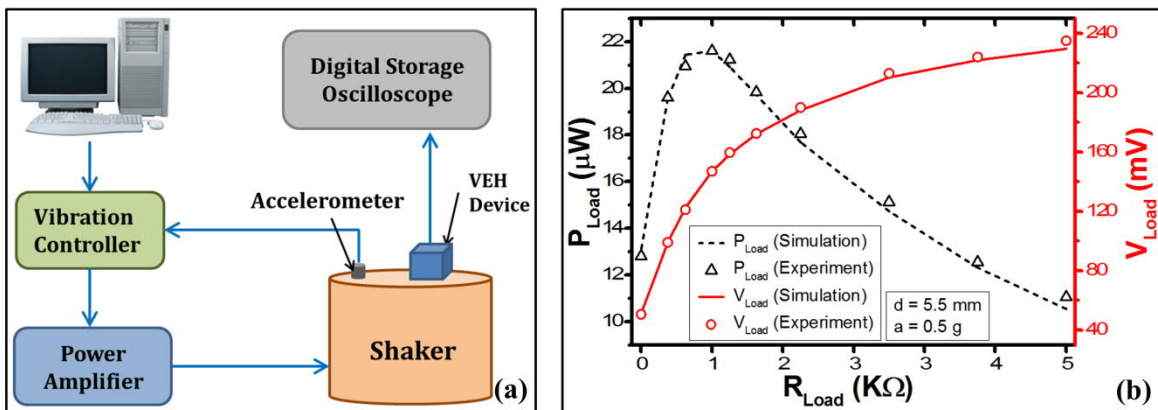 Digital Storage
Oscilloscope
VEH
Device
Accelerometer
Vibration
Controller
Power
Amplifier
Shaker
(a)
P_Load (μW)
22
20
18
16
14
12
10
240
200
160
120
80
40
V_Load (mV)
P_Load (Simulation)
P_Load (Experiment)
V_Load (Simulation)
V_Load (Experiment)
d = 5.5 mm
a = 0.5 g
0 1 2 3 3 5
R_Load (KΩ)
(b)